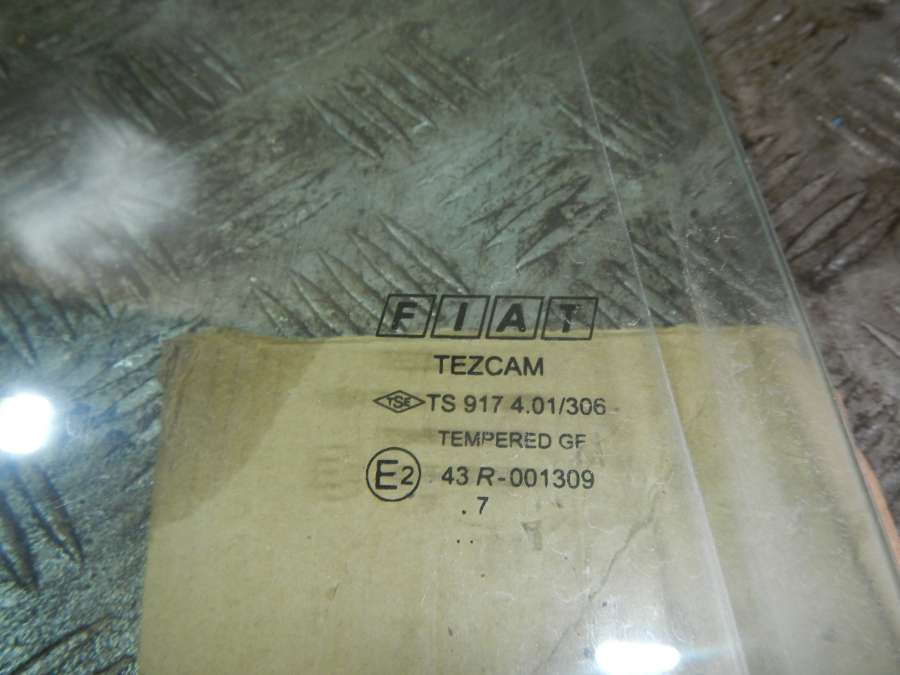 FIAT
TEZCAM
TSE TS 917 4.01/306
TEMPERED GF
E2 43 R-001309
. 7
..